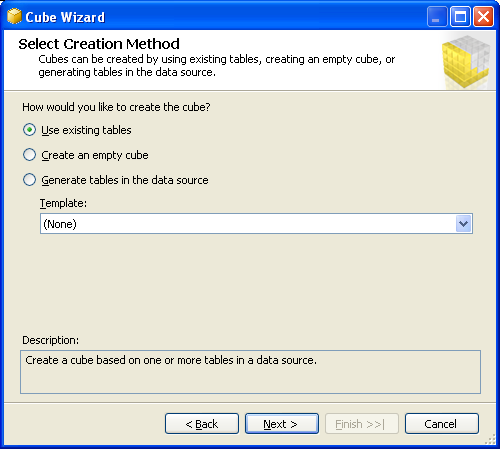 Cube Wizard
Select Creation Method
Cubes can be created by using existing tables, creating an empty cube, or
generating tables in the data source.
How would you like to create the cube?
Use existing tables
Create an empty cube
Generate tables in the data source
Template:
(None)
Description:
Create a cube based on one or more tables in a data source.
< Back
Next >
Finish >>|
Cancel